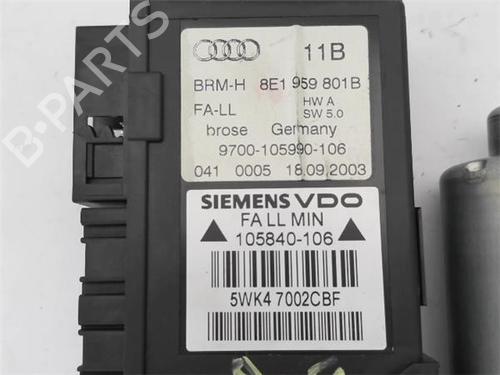 11B
BRM-H 8E1 959 801B
FA-LL HW A
SW 5.0
brose Germany
9700-105990-106
041 0005 18.09.2003
SIEMENS VDO
FA LL MIN
105840-106
5WK4 7002CBF
B-PARTS